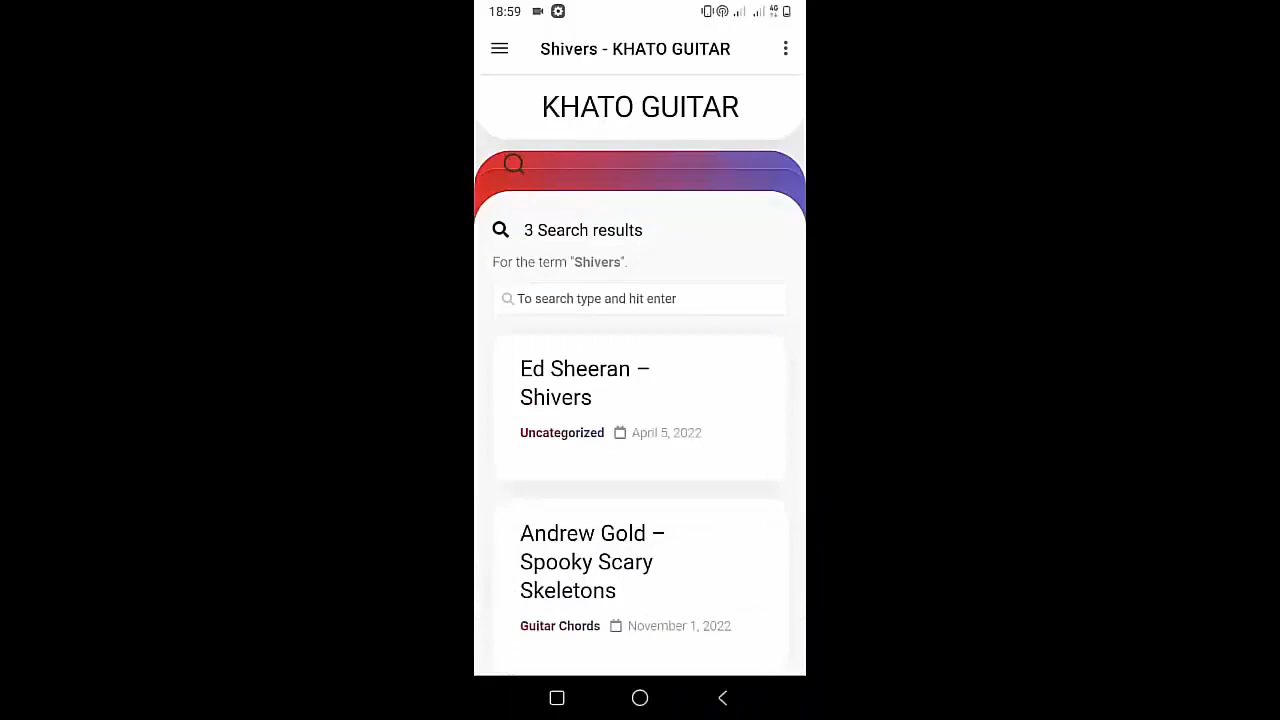 18:59
4G
Shivers - KHATO GUITAR
KHATO GUITAR
3 Search results
For the term "Shivers".
To search type and hit enter
Ed Sheeran –
Shivers
Uncategorized April 5, 2022
Andrew Gold –
Spooky Scary
Skeletons
Guitar Chords November 1, 2022